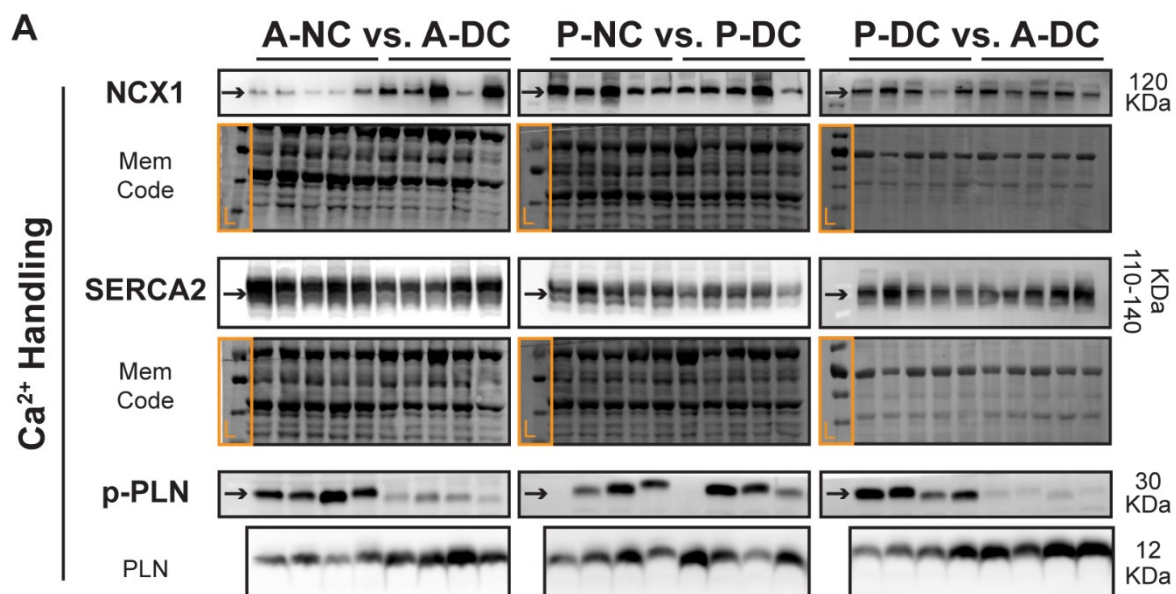 A
A-NC vs. A-DC
P-NC vs. P-DC
P-DC vs. A-DC
Ca²⁺ Handling
NCX1
→
→
→
120
KDa
Mem
Code
L
L
L
SERCA2
→
→
→
KDa
110-140
Mem
Code
L
L
L
p-PLN
→
→
→
30
KDa
PLN
12
KDa